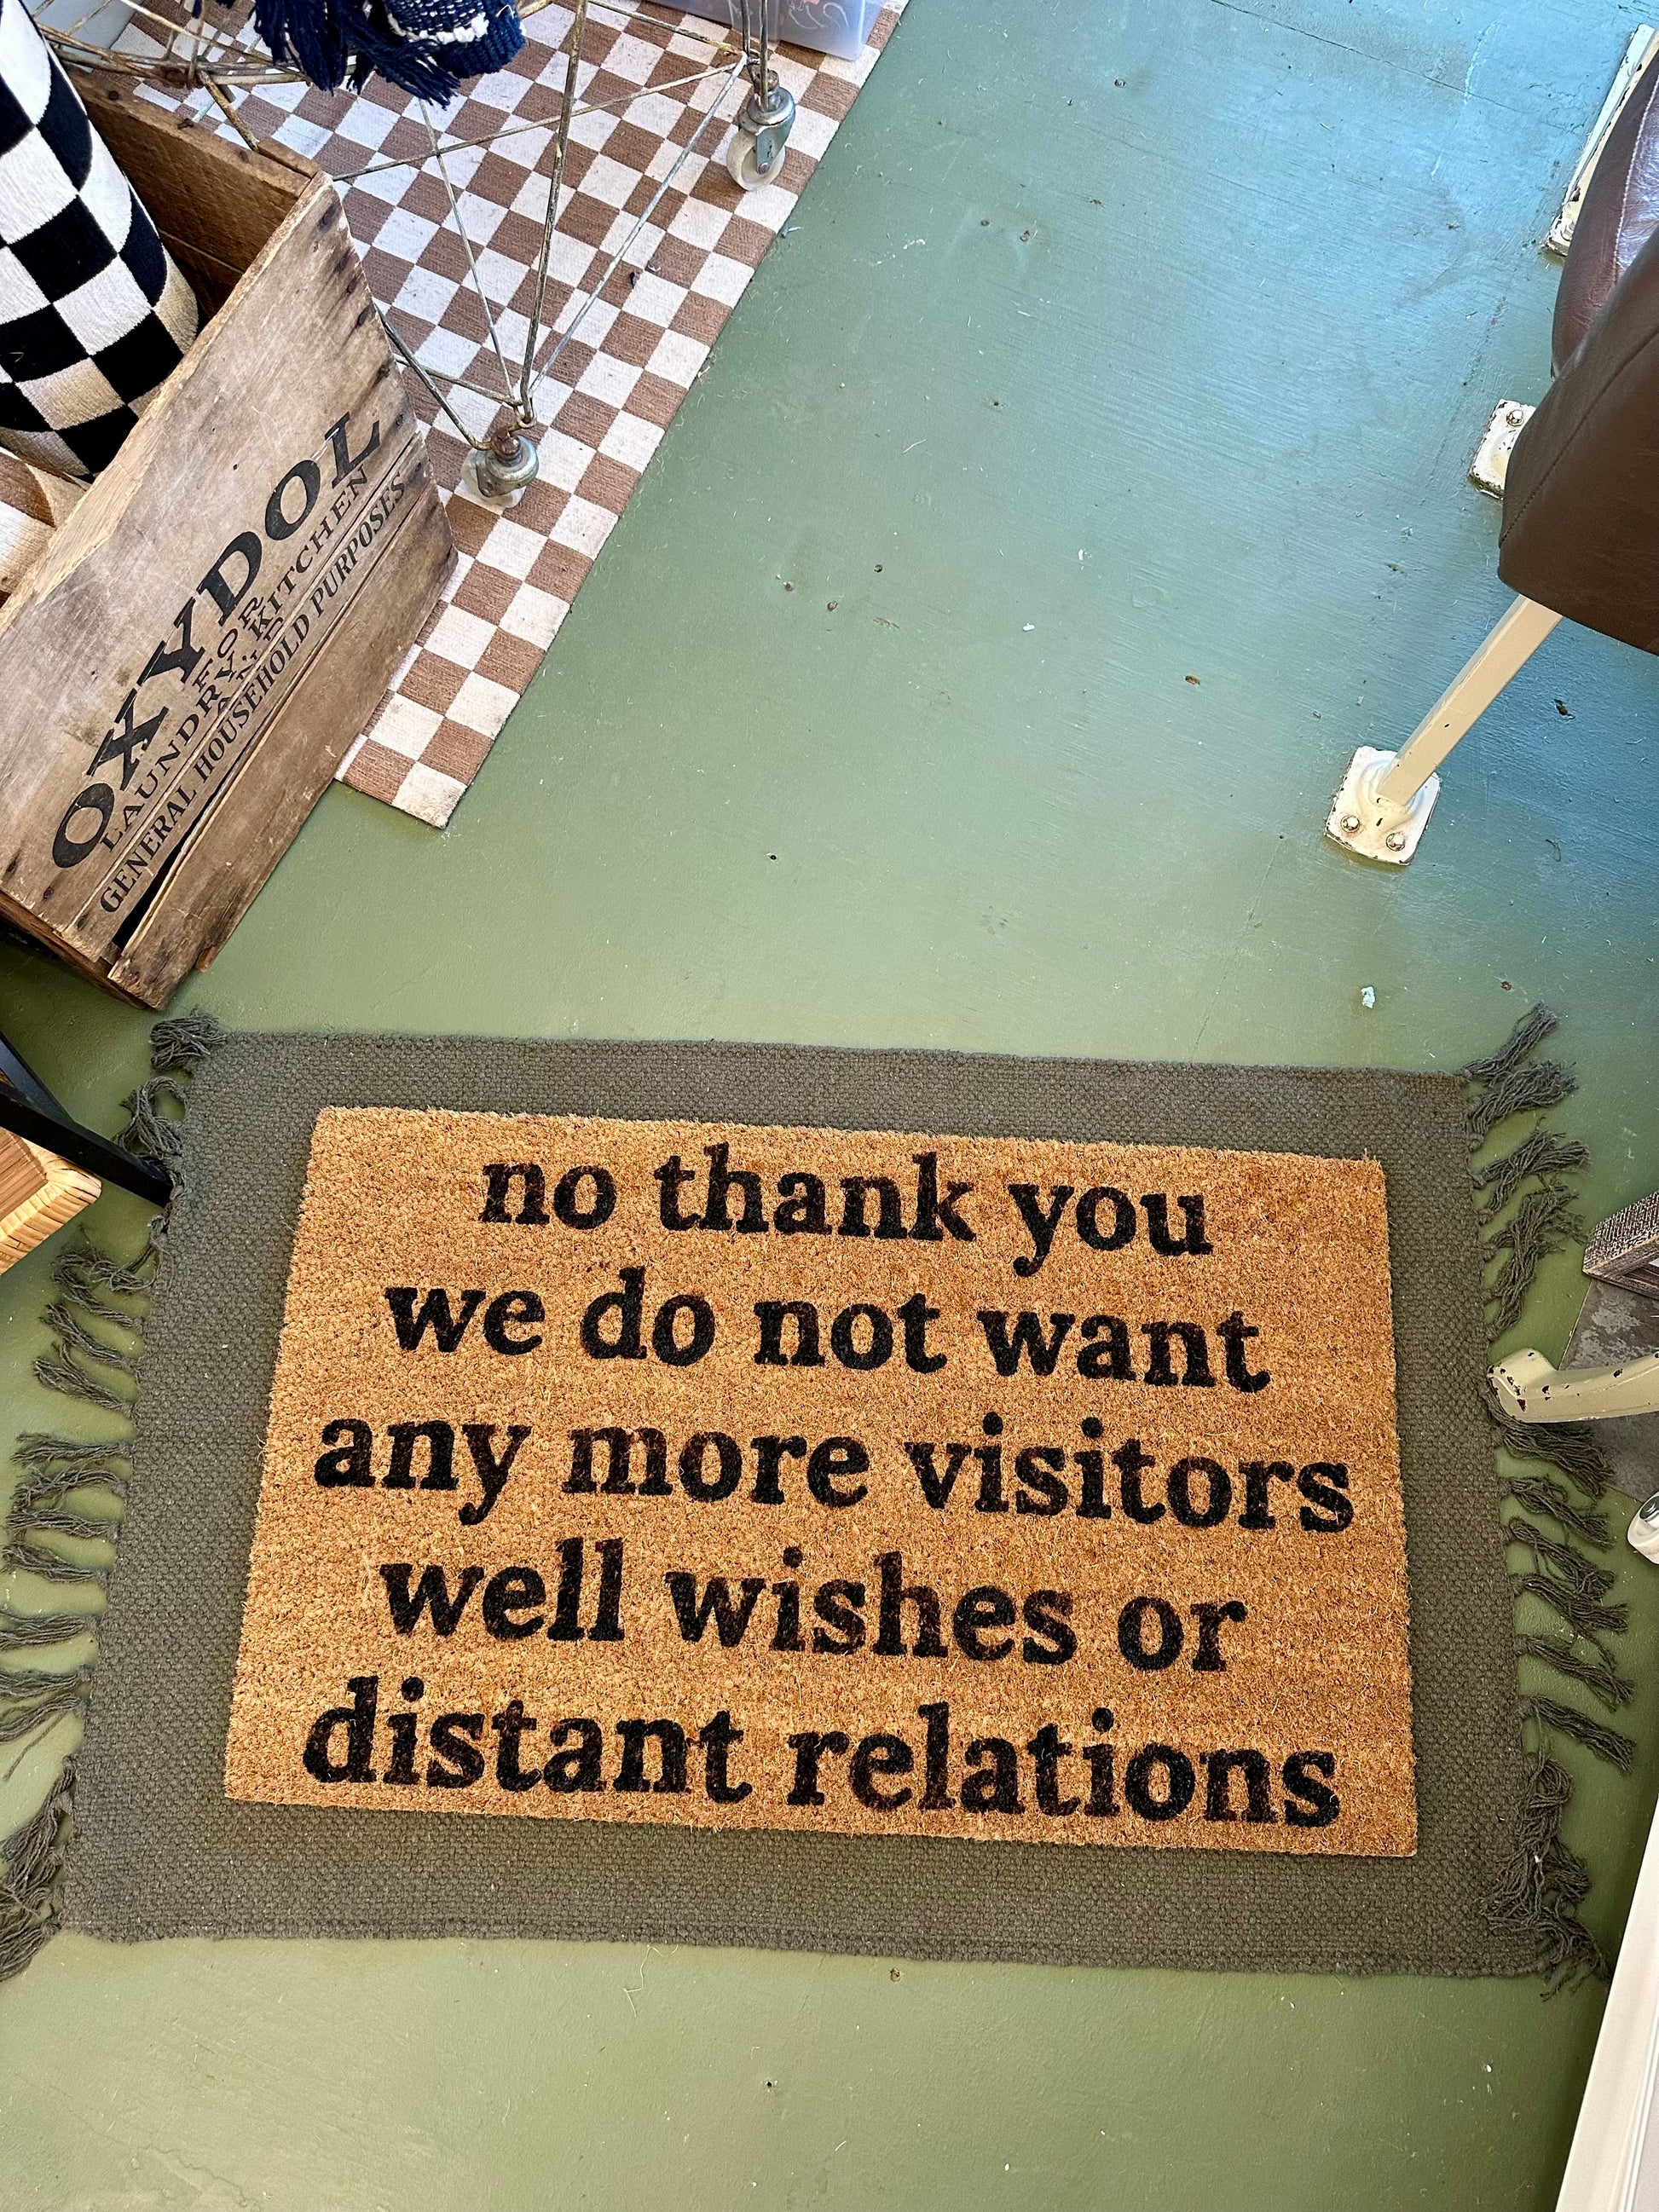 OXYDOL
FOR
LAUNDRY, KITCHEN
AND
GENERAL HOUSEHOLD PURPOSES
no thank you
we do not want
any more visitors
well wishes or
distant relations